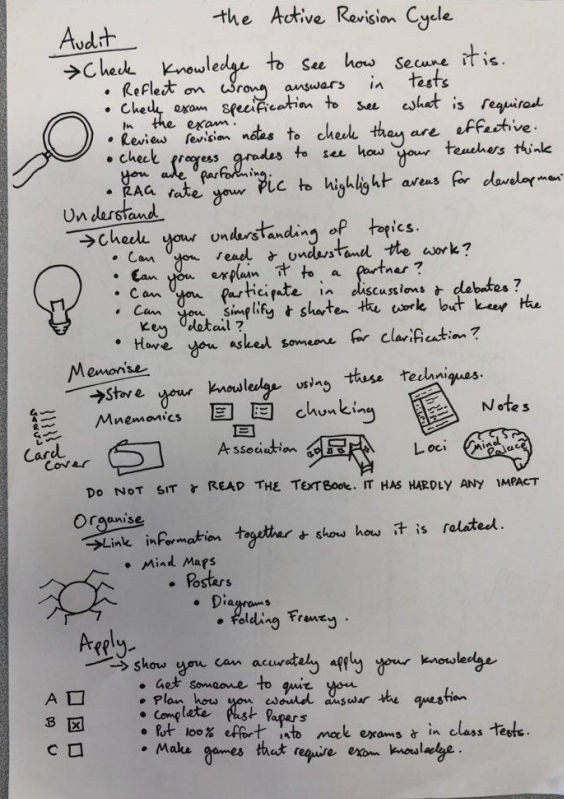 the Active Revision Cycle
Audit
→ Check knowledge to see how secure it is.
• Reflect on wrong answers in tests
• Check exam specification to see what is required
in the exam.
• Review revision notes to check they are effective.
• Check progress grades to see how your teachers think
you are performing.
• RAG rate your PLC to highlight areas for development
Understand
→ Check your understanding of topics.
• Can you read & understand the work?
• Can you explain it to a partner?
• Can you participate in discussions & debates?
• Can you simplify & shorten the work but keep the
key detail?
• Have you asked someone for clarification?
Memorise
→ Store your knowledge using these techniques.
Mnemonics
chunking
Notes
Card
Cover
Association
Loci
Mind
Palace
DO NOT SIT & READ THE TEXTBOOK. IT HAS HARDLY ANY IMPACT
Organise
→ Link information together & show how it is related.
• Mind Maps
• Posters
• Diagrams
• Folding Frenzy.
Apply
→ show you can accurately apply your knowledge
• Get someone to quiz you
• Plan how you would answer the question
• Complete Past Papers
• Put 100% effort into mock exams & in class tests.
• Make games that require exam knowledge.
A
B
C